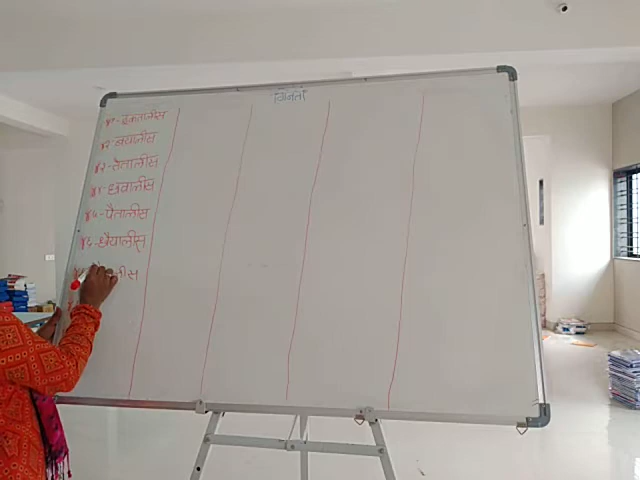 गिनती
४१-इकतालीस
४२-बयालीस
४३-तैतालीस
४४-चवालीस
४५-पैतालीस
४६-छैयालीस
लीस